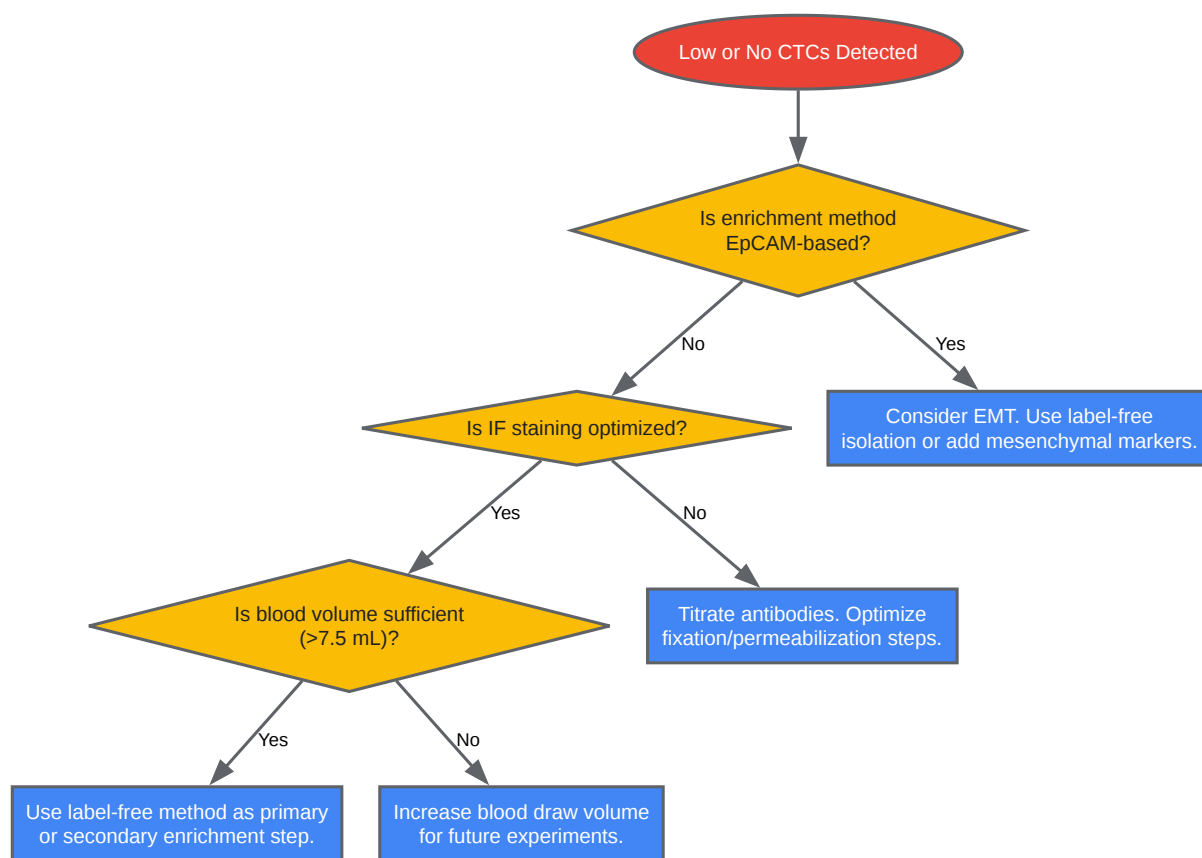 Low or No CTCs Detected
Is enrichment method
EpCAM-based?
No
Yes
Is IF staining optimized?
Consider EMT. Use label-free
isolation or add mesenchymal markers.
Yes
No
Is blood volume sufficient
(>7.5 mL)?
Titrate antibodies. Optimize
fixation/permeabilization steps.
Yes
No
Use label-free method as primary
or secondary enrichment step.
Increase blood draw volume
for future experiments.